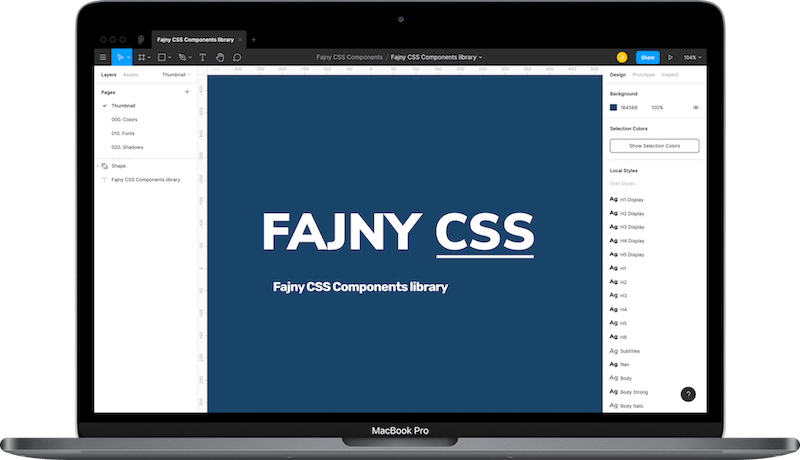 Fajny CSS Components library
Fajny CSS Components / Fajny CSS Components library
J
Share
104%
Layers
Assets
Thumbnail
Pages
Thumbnail
000. Colors
010. Fonts
020. Shadows
Shape
Fajny CSS Components library
FAJNY CSS
Fajny CSS Components library
Design
Prototype
Inspect
Background
1B4568
100%
Selection Colors
Show Selection Colors
Local Styles
Text Styles
Ag H1 Display
Ag H2 Display
Ag H3 Display
Ag H4 Display
Ag H5 Display
Ag H1
Ag H2
Ag H3
Ag H4
Ag H5
Ag H6
Ag Subtitles
Ag Nav
Ag Body
Ag Body Strong
Ag Body Italic
?
MacBook Pro